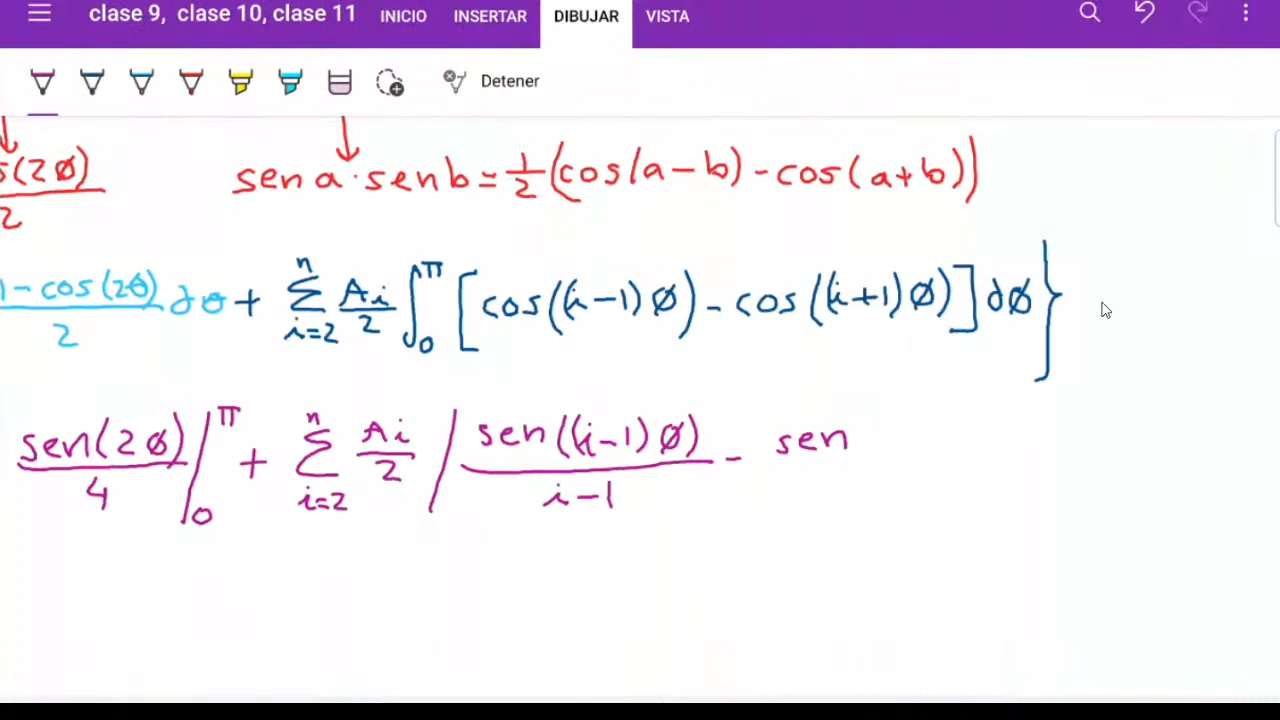 clase 9, clase 10, clase 11 INICIO INSERTAR DIBUJAR VISTA
Detener
s(2Ø)/2 sen a · sen b = 1/2 (cos(a − b) − cos(a + b))
1 − cos(2θ)/2 dθ + Σ_{i=2}^{n} Ai/2 ∫_0^π [cos((i − 1)Ø) − cos((i + 1)Ø)] dØ }
sen(2Ø)/4 |_0^π + Σ_{i=2}^{n} Ai/2 / sen((i − 1)Ø)/(i − 1) − sen